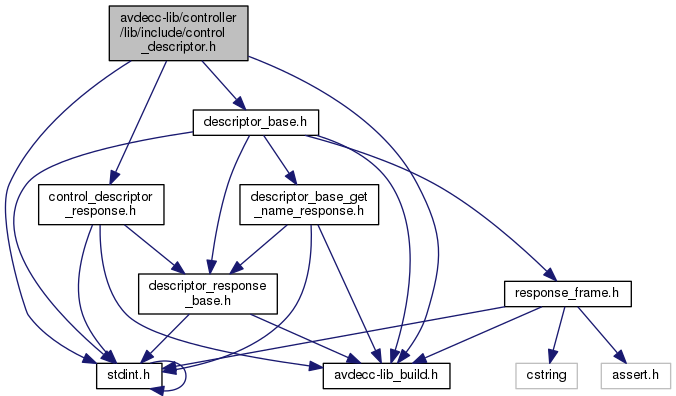 avdecc-lib/controller
/lib/include/control
_descriptor.h
descriptor_base.h
control_descriptor
_response.h
descriptor_base_get
_name_response.h
descriptor_response
_base.h
response_frame.h
stdint.h
avdecc-lib_build.h
cstring
assert.h